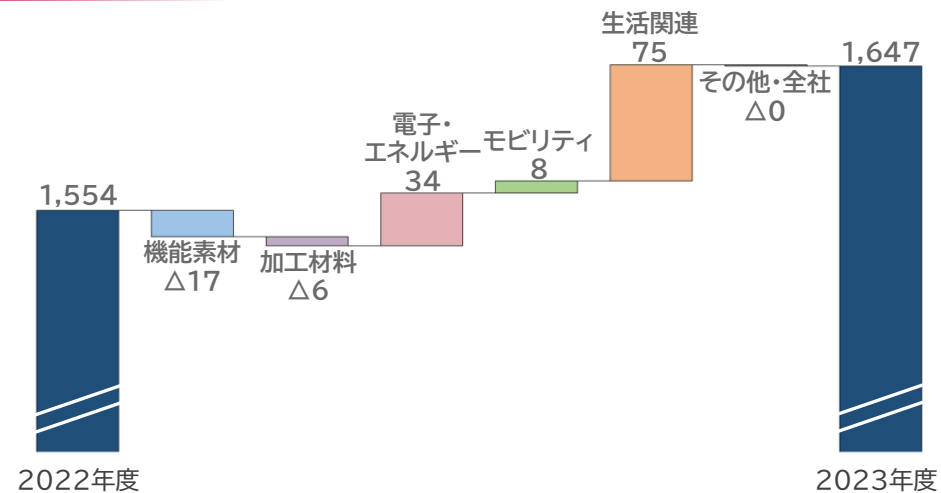 1,554
機能素材
△17
加工材料
△6
電子・
エネルギー
34
モビリティ
8
生活関連
75
その他・全社
△0
1,647
2022年度
2023年度